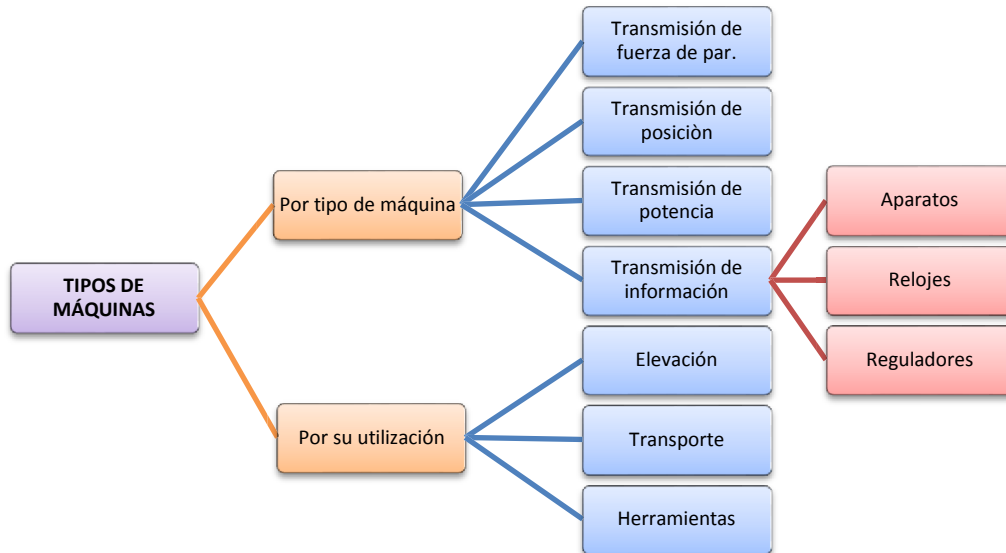 TIPOS DE
MÁQUINAS
Por tipo de máquina
Transmisión de
fuerza de par.
Transmisión de
posiciòn
Transmisión de
potencia
Transmisión de
información
Aparatos
Relojes
Reguladores
Por su utilización
Elevación
Transporte
Herramientas